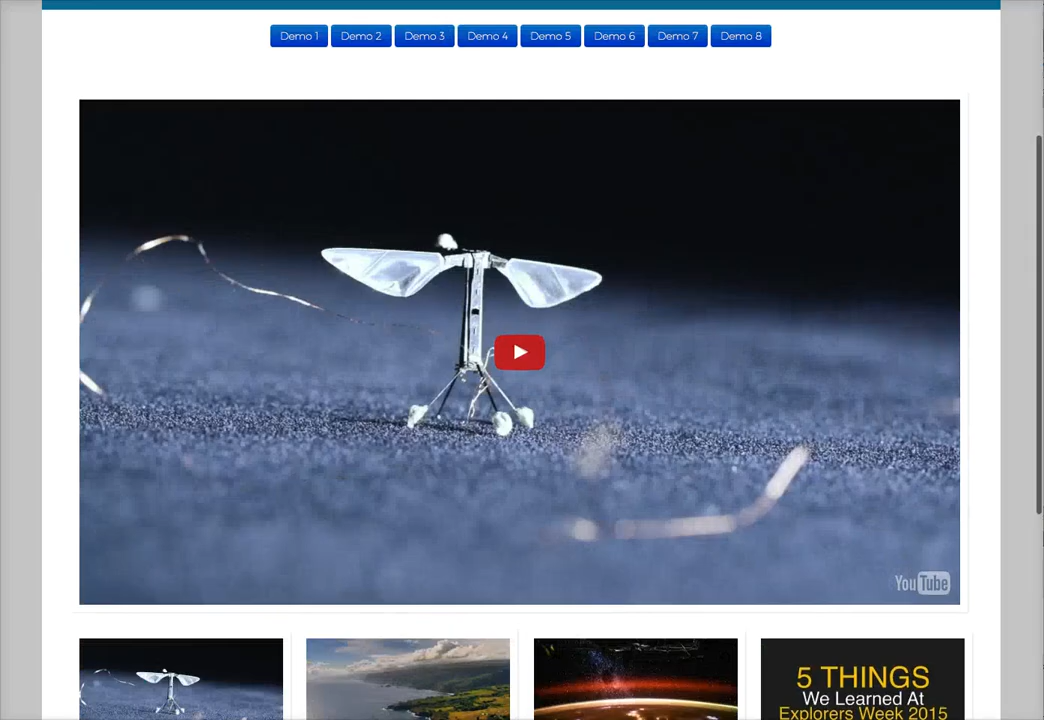 Demo 1 Demo 2 Demo 3 Demo 4 Demo 5 Demo 6 Demo 7 Demo 8
YouTube
5 THINGS
We Learned At
Explorers Week 2015